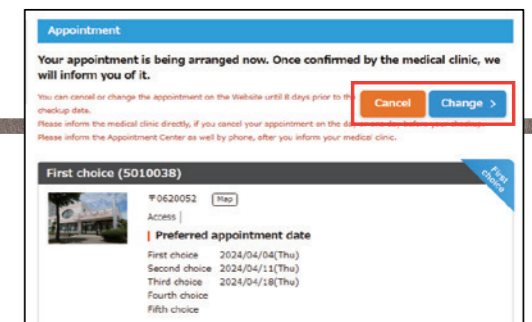 Appointment
Your appointment is being arranged now. Once confirmed by the medical clinic, we
will inform you of it.
You can cancel or change the appointment on the Website until 8 days prior to the
checkup date.
Cancel
Change >
Please inform the medical clinic directly, if you cancel your appointment on the day
before your checkup.
Please inform the Appointment Center as well by phone, after you inform your medical clinic.
First choice (5010038)
First
choice
〒0620052
Map
Access
Preferred appointment date
First choice 2024/04/04(Thu)
Second choice 2024/04/11(Thu)
Third choice 2024/04/18(Thu)
Fourth choice
Fifth choice